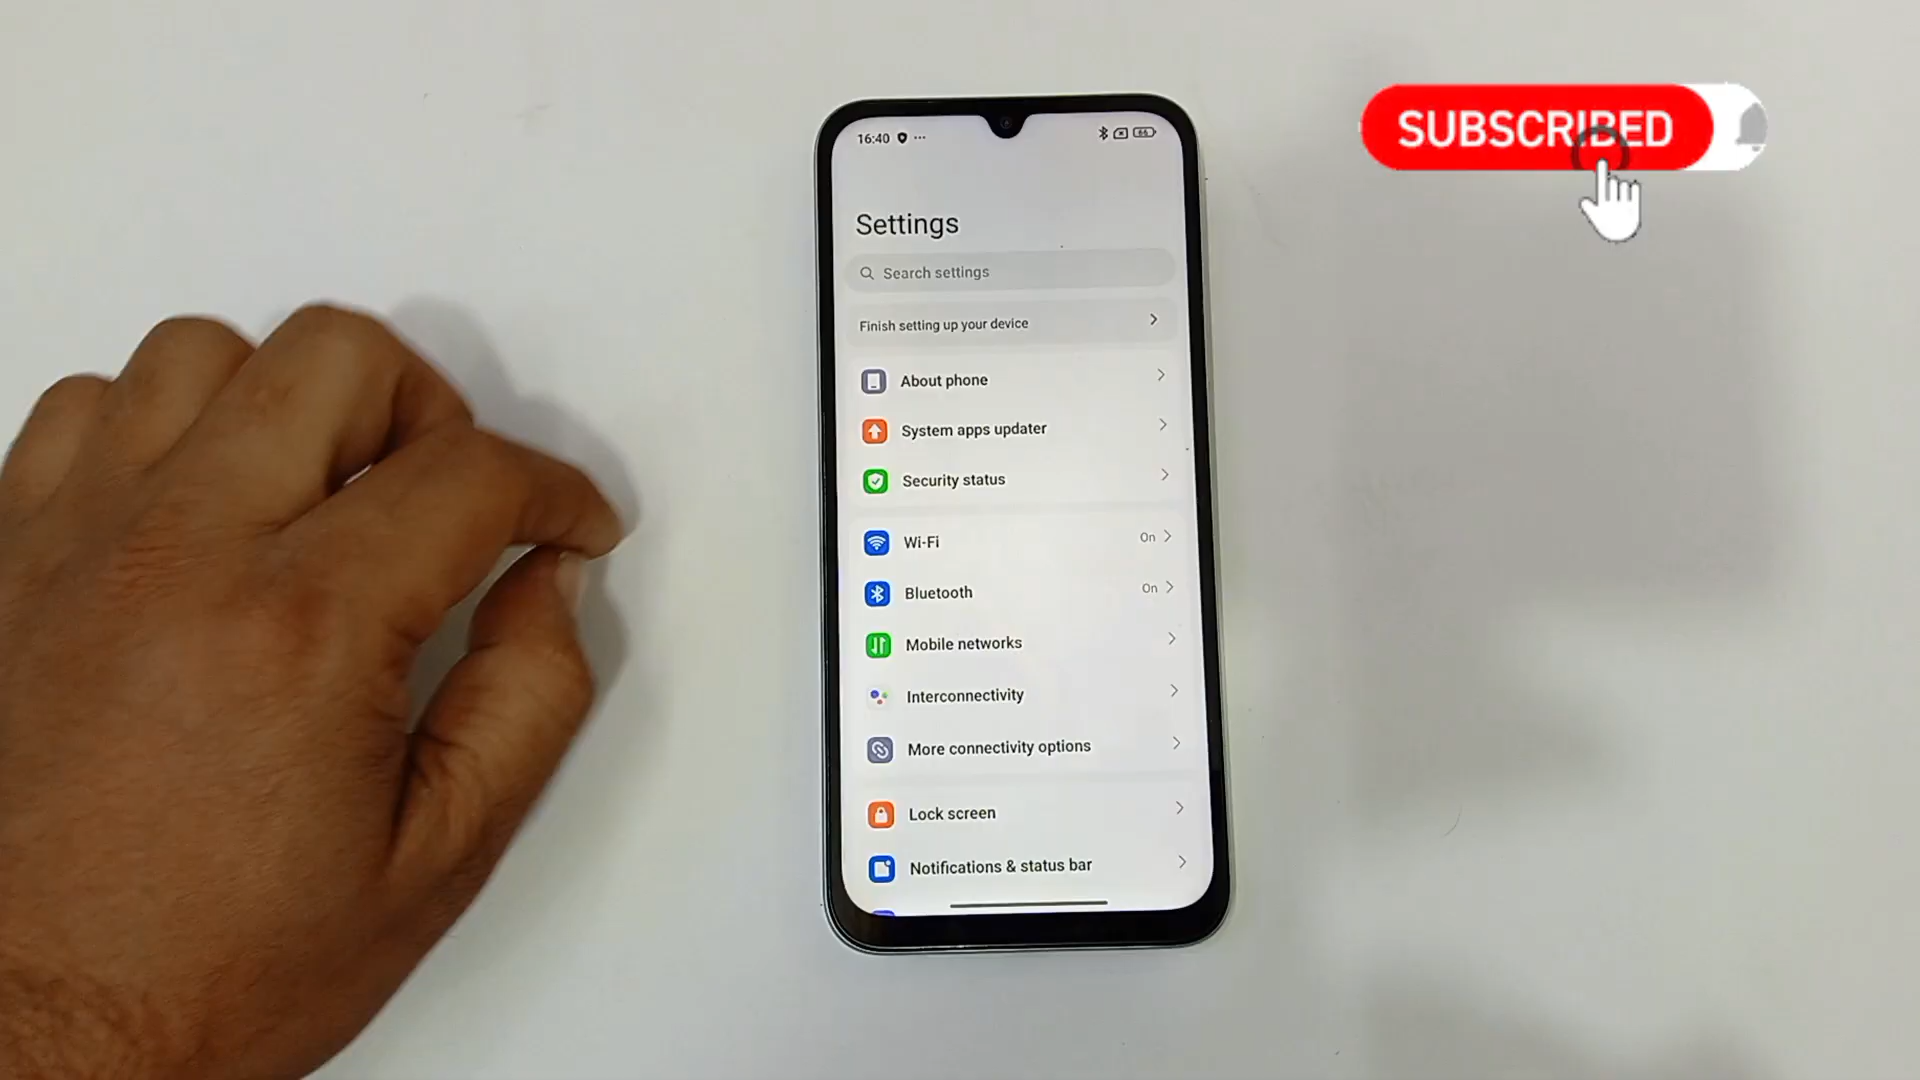 SUBSCRIBED
16:40 ...
66
Settings
Search settings
Finish setting up your device
About phone
System apps updater
Security status
Wi-Fi On
Bluetooth On
Mobile networks
Interconnectivity
More connectivity options
Lock screen
Notifications & status bar